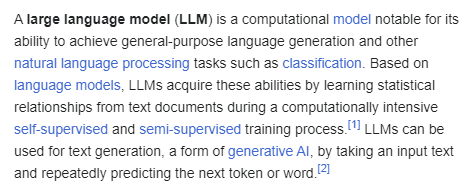 A large language model (LLM) is a computational model notable for its
ability to achieve general-purpose language generation and other
natural language processing tasks such as classification. Based on
language models, LLMs acquire these abilities by learning statistical
relationships from text documents during a computationally intensive
self-supervised and semi-supervised training process.[1] LLMs can be
used for text generation, a form of generative AI, by taking an input text
and repeatedly predicting the next token or word.[2]